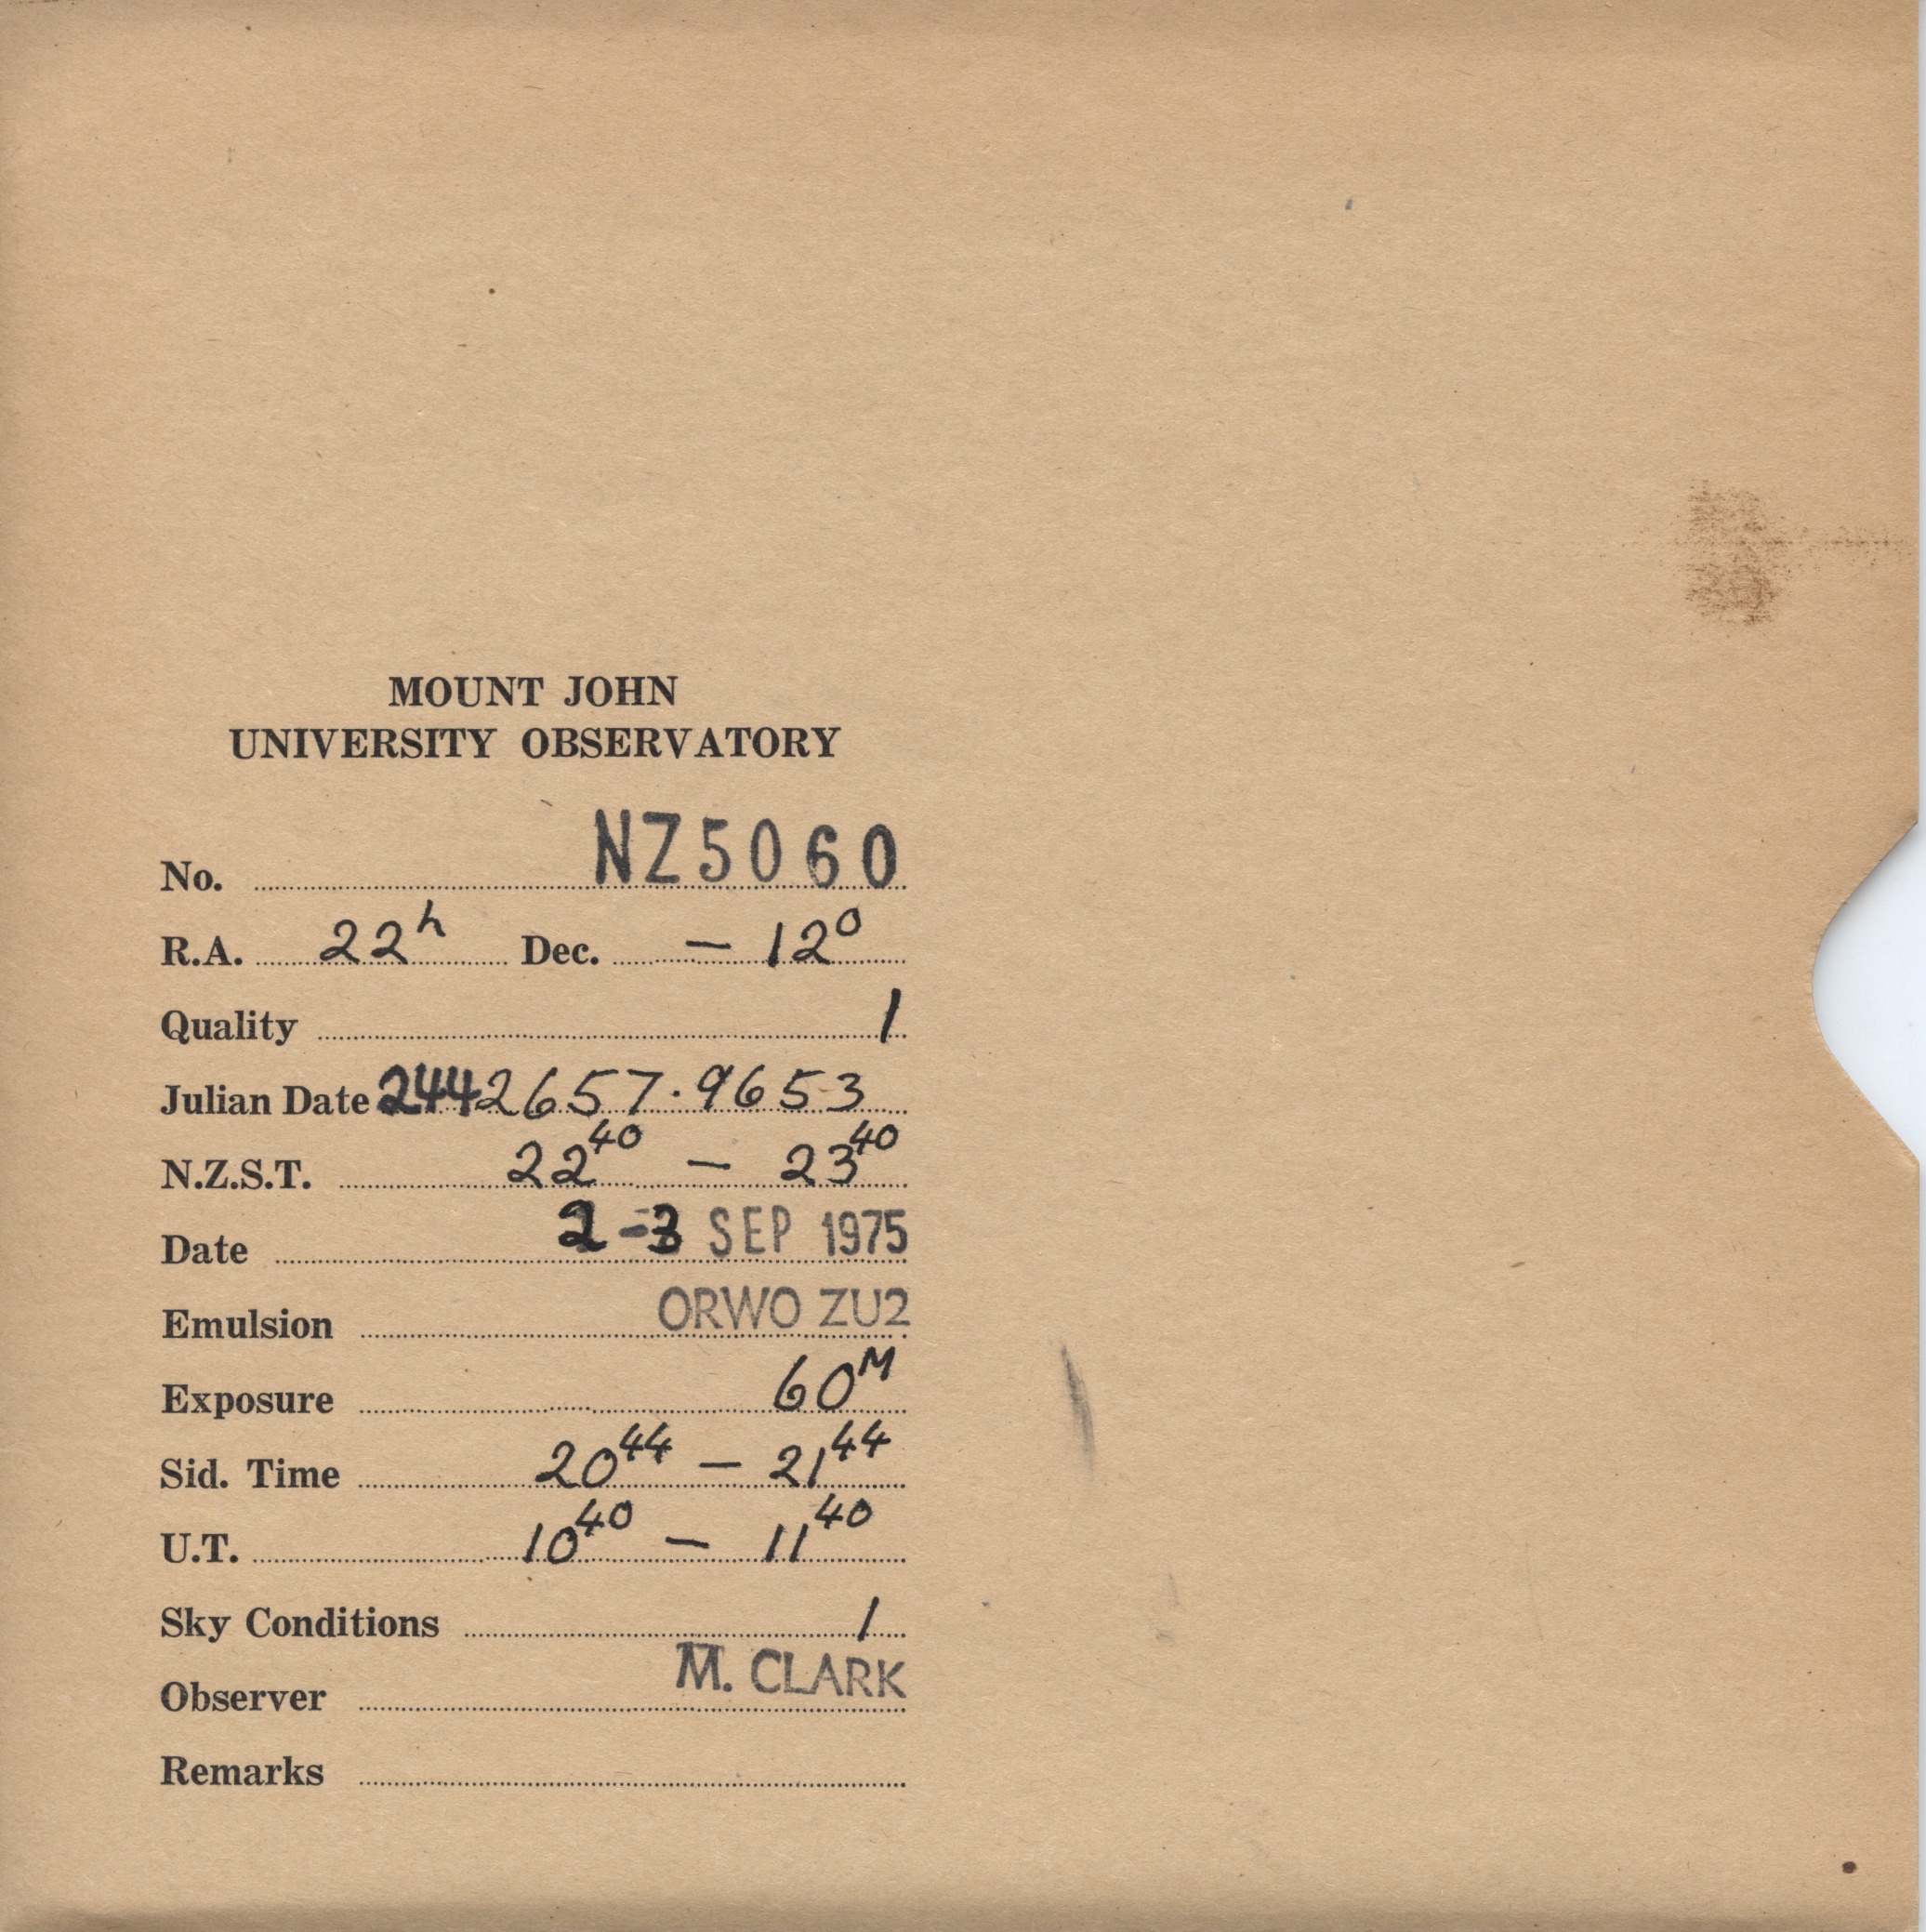 MOUNT JOHN
UNIVERSITY OBSERVATORY
No. NZ5060
R.A. 22h Dec. — 12°
Quality 1
Julian Date 2442657.9653
N.Z.S.T. 22⁴⁰ — 23⁴⁰
Date 2-3 SEP 1975
Emulsion ORWO ZU2
Exposure 60M
Sid. Time 20⁴⁴ — 21⁴⁴
U.T. 10⁴⁰ — 11⁴⁰
Sky Conditions 1
Observer M. CLARK
Remarks